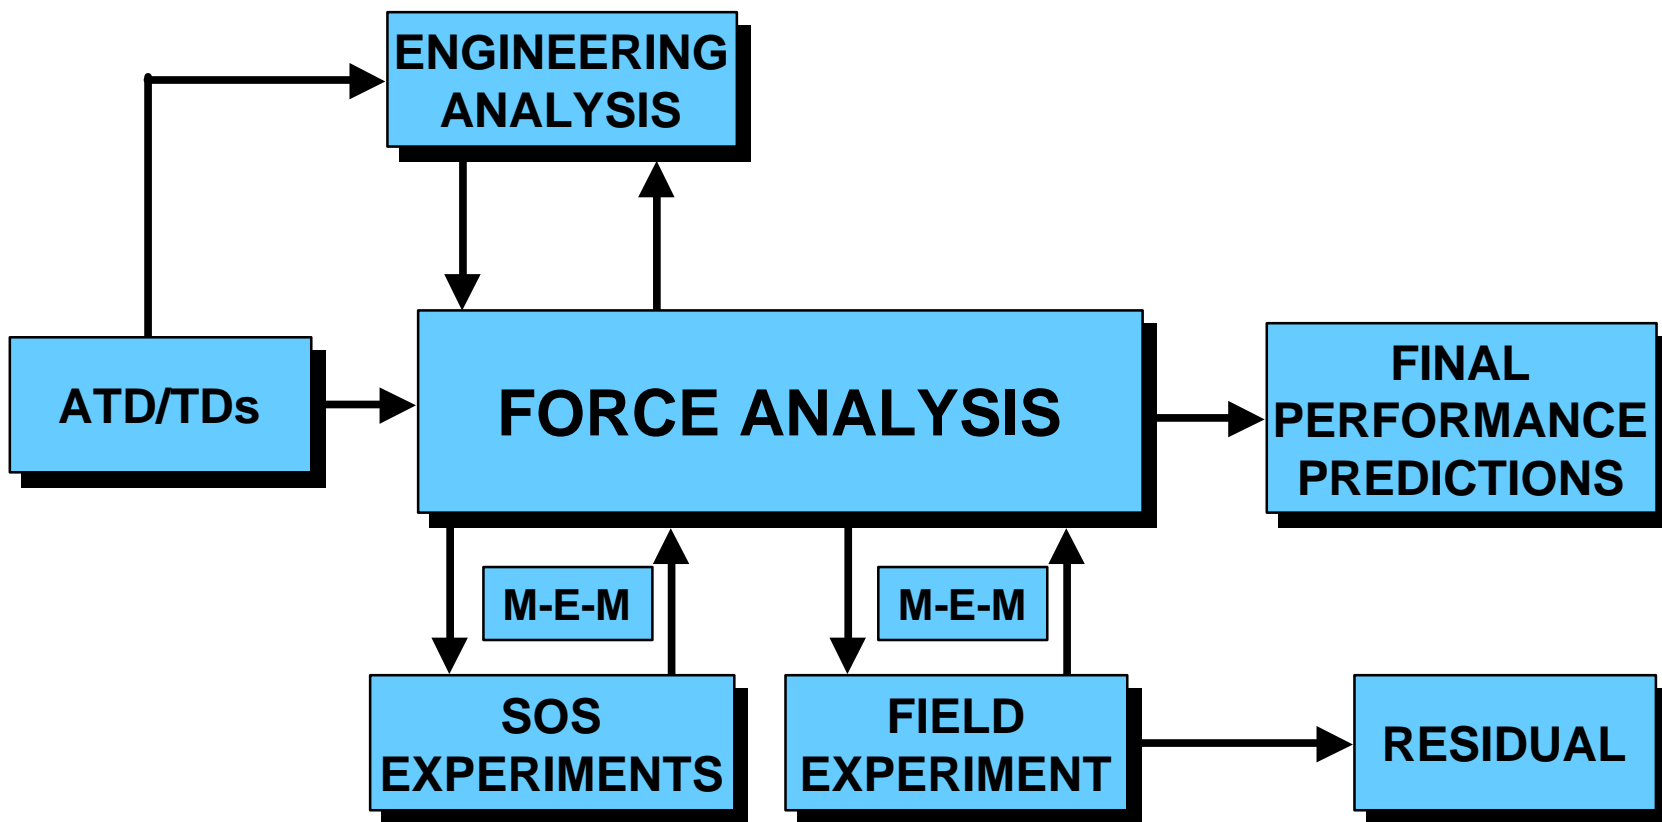 ENGINEERING
ANALYSIS
ATD/TDs
FORCE ANALYSIS
FINAL
PERFORMANCE
PREDICTIONS
M-E-M
M-E-M
SOS
EXPERIMENTS
FIELD
EXPERIMENT
RESIDUAL